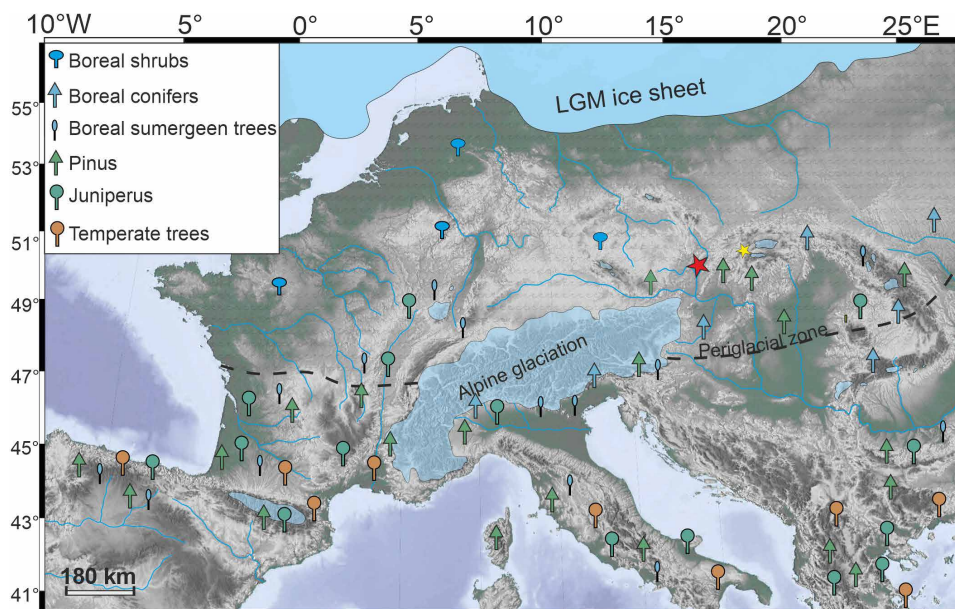 10°W 0° 5° 10° 15° 20° 25°E
Boreal shrubs
Boreal conifers
Boreal sumergeen trees
Pinus
Juniperus
Temperate trees
LGM ice sheet
55°
53°
51°
49°
47°
45°
43°
41°
Alpine glaciation
Periglacial zone
180 km